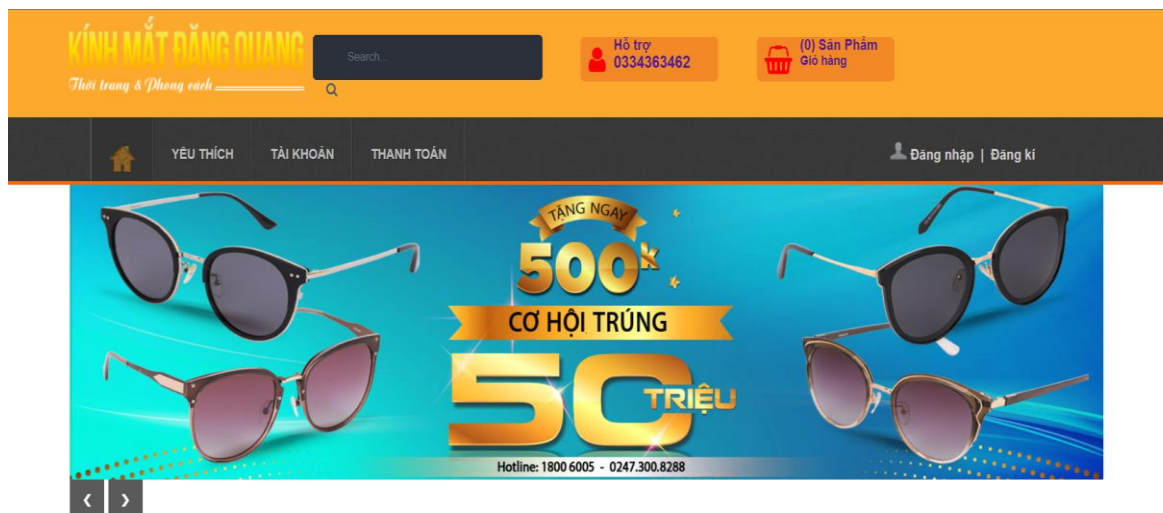 KÍNH MẮT ĐĂNG QUANG
Thời trang & Phong cách
Search...
Hỗ trợ
0334363462
(0) Sản Phẩm
Giỏ hàng
YÊU THÍCH
TÀI KHOẢN
THANH TOÁN
Đăng nhập | Đăng kí
TẶNG NGAY
500k
CƠ HỘI TRÚNG
50 TRIỆU
Hotline: 1800 6005 - 0247.300.8288